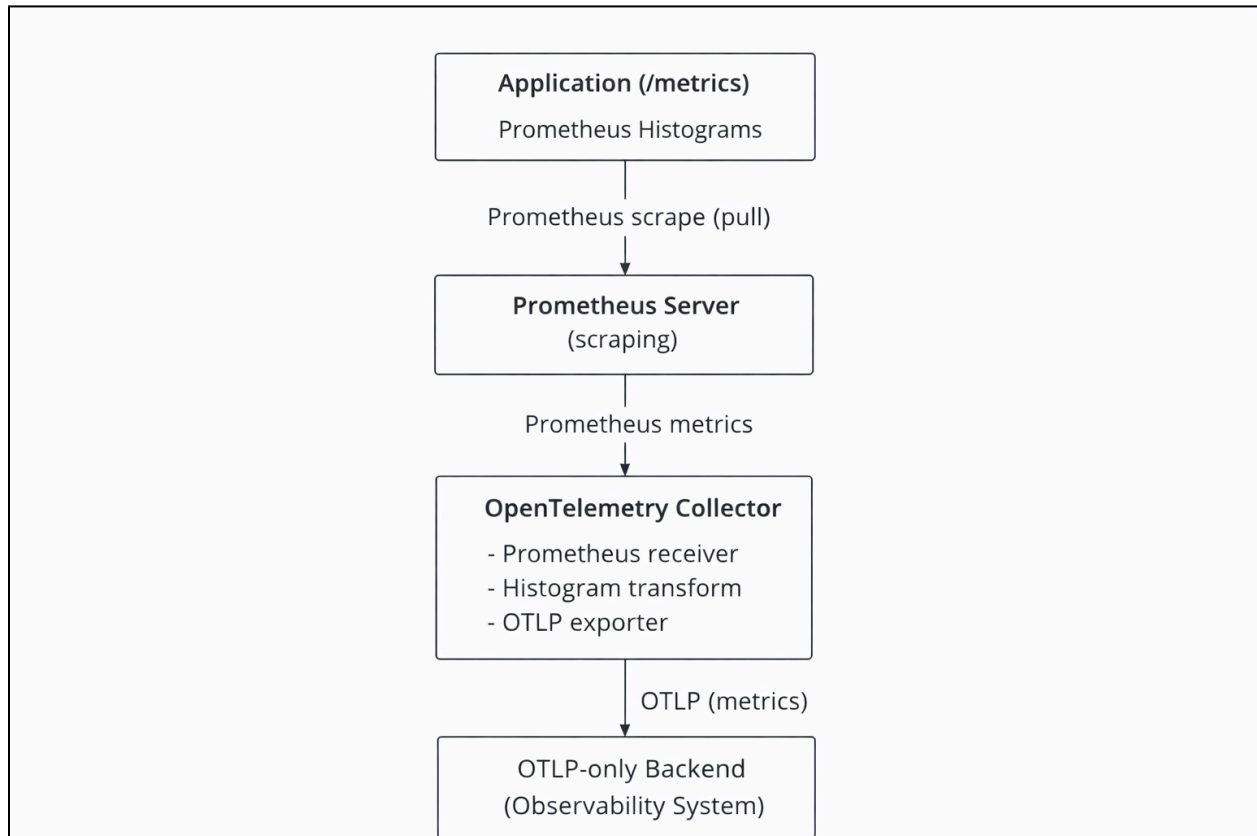 Application (/metrics)
Prometheus Histograms
Prometheus scrape (pull)
Prometheus Server
(scraping)
Prometheus metrics
OpenTelemetry Collector
- Prometheus receiver
- Histogram transform
- OTLP exporter
OTLP (metrics)
OTLP-only Backend
(Observability System)